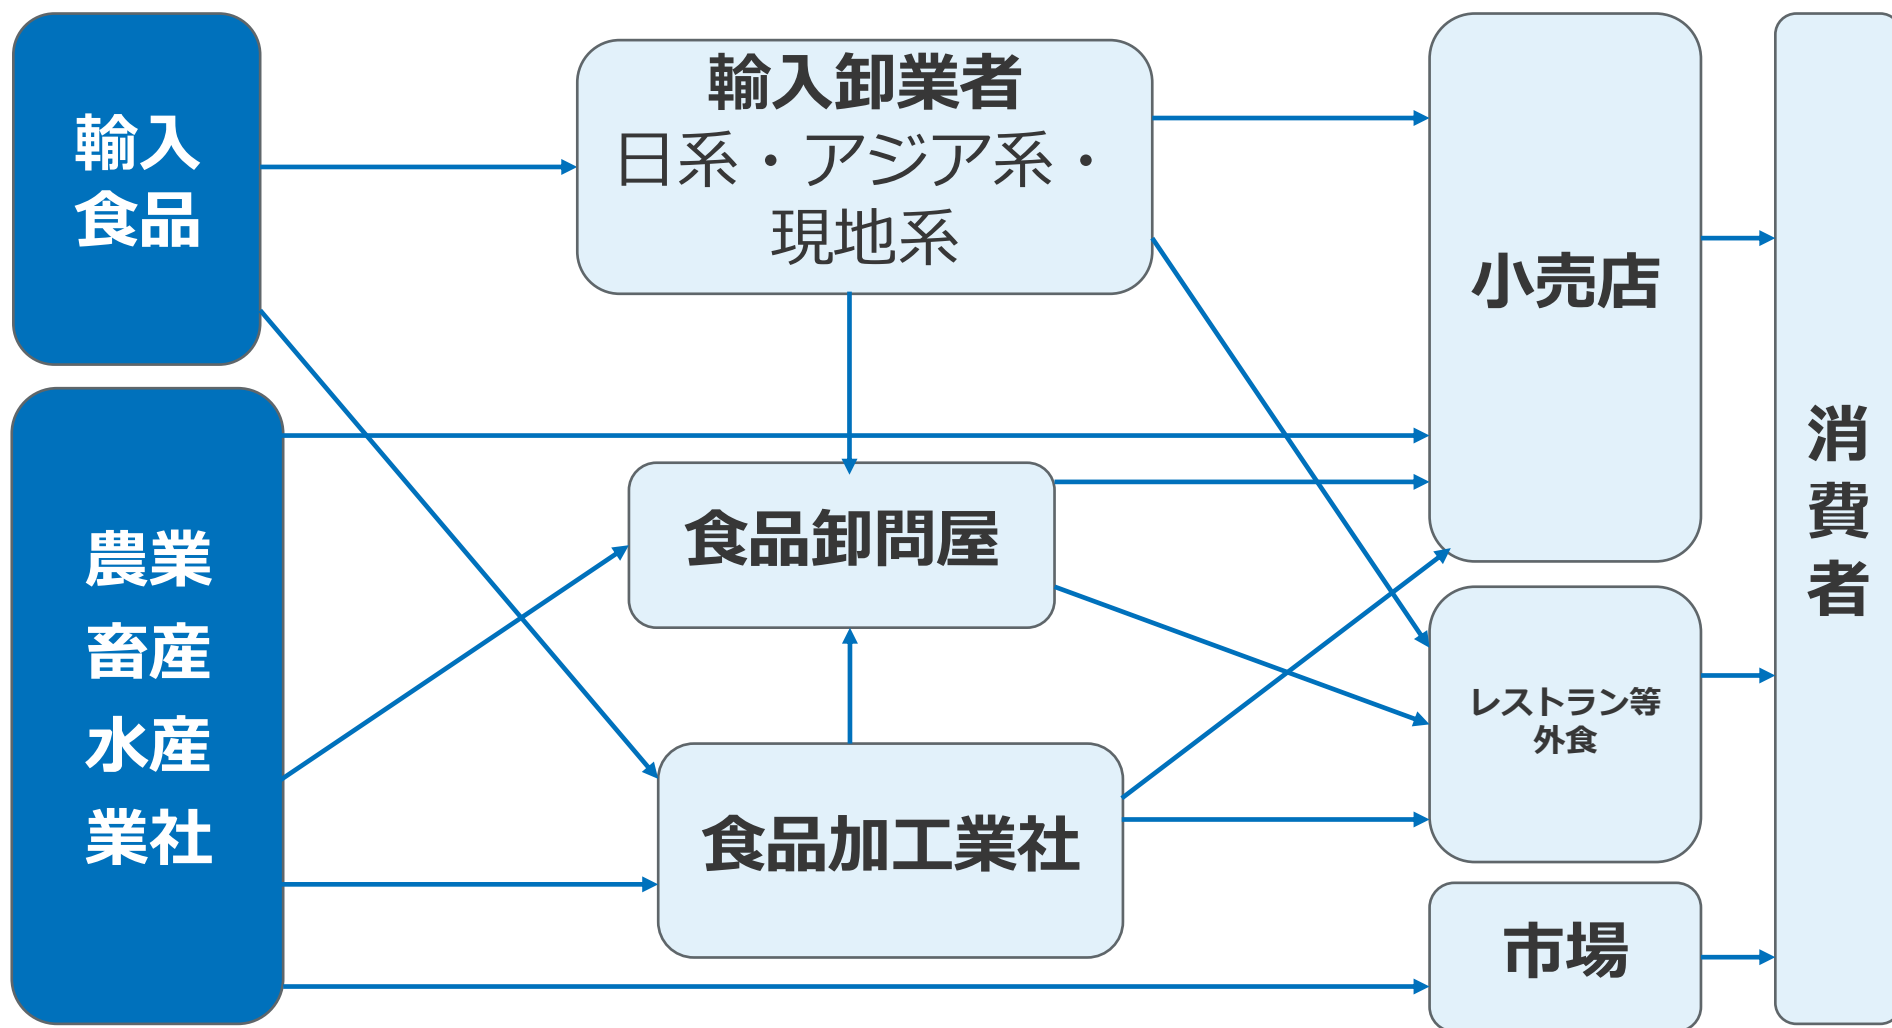 輸入
食品
農業
畜産
水産
業社
輸入卸業者
日系・アジア系・
現地系
食品卸問屋
食品加工業社
小売店
レストラン等
外食
市場
消
費
者